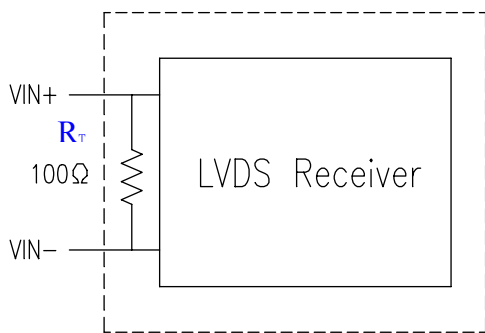 VIN+
RT
100Ω
LVDS Receiver
VIN-